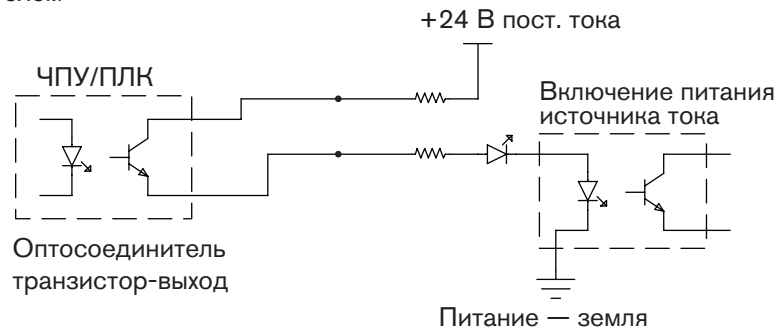 +24 В пост. тока
ЧПУ/ПЛК
Включение питания
источника тока
Оптосоединитель
транзистор-выход
Питание — земля